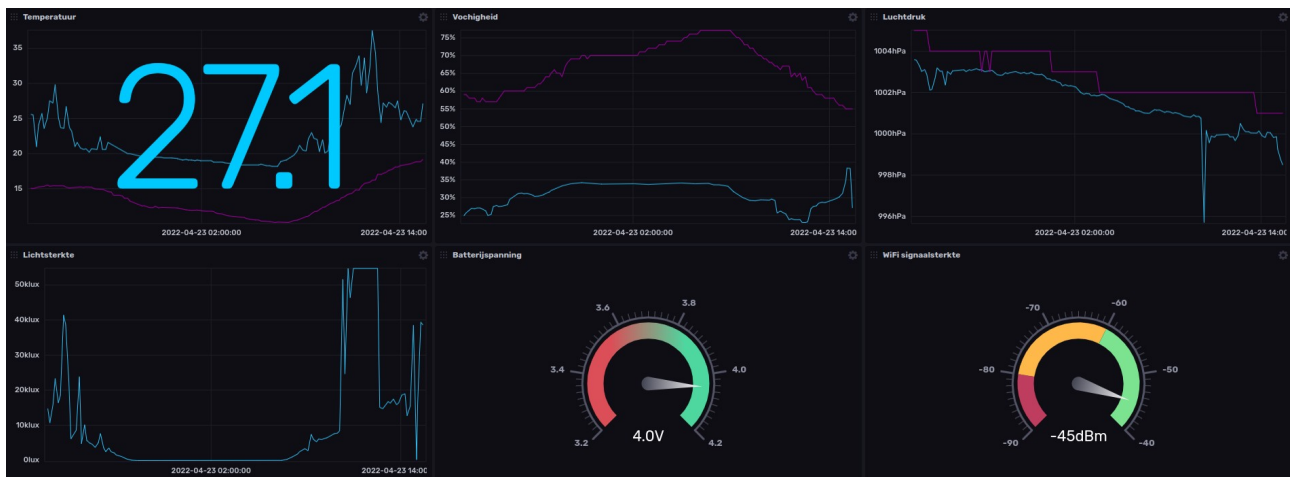 Temperatuur
35
30
25
20
15
27.1
2022-04-23 02:00:00
2022-04-23 14:00
Vochigheid
75%
70%
65%
60%
55%
50%
45%
40%
35%
30%
25%
2022-04-23 02:00:00
2022-04-23 14:00
Luchtdruk
1004hPa
1002hPa
1000hPa
998hPa
996hPa
2022-04-23 02:00:00
2022-04-23 14:00
Lichtsterkte
50klux
40klux
30klux
20klux
10klux
0lux
2022-04-23 02:00:00
2022-04-23 14:00
Batterijspanning
3.2
3.4
3.6
3.8
4.0
4.2
4.0V
WiFi signaalsterkte
-90
-80
-70
-60
-50
-40
-45dBm